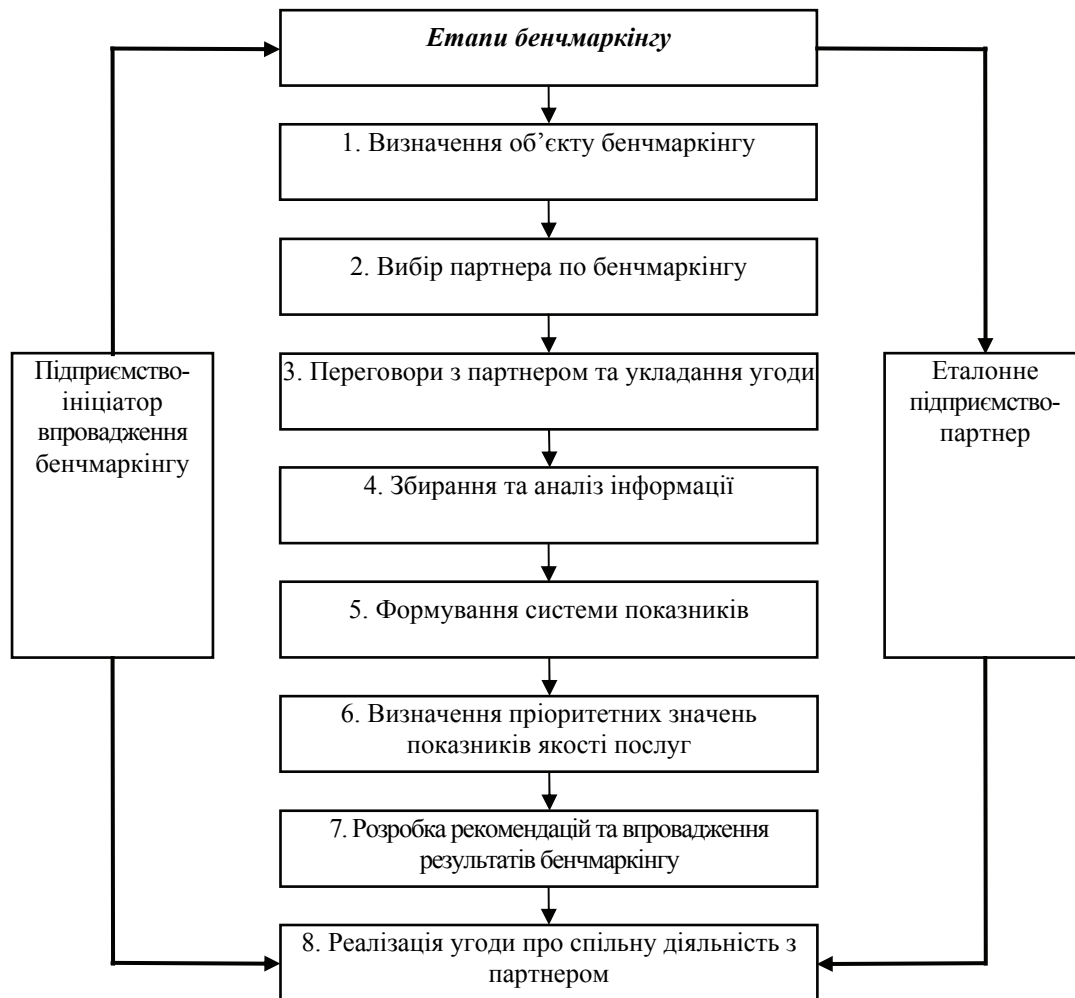 Етапи бенчмаркінгу
1. Визначення об’єкту бенчмаркінгу
2. Вибір партнера по бенчмаркінгу
3. Переговори з партнером та укладання угоди
4. Збирання та аналіз інформації
5. Формування системи показників
6. Визначення пріоритетних значень
показників якості послуг
7. Розробка рекомендацій та впровадження
результатів бенчмаркінгу
8. Реалізація угоди про спільну діяльність з
партнером
Підприємство-
ініціатор
впровадження
бенчмаркінгу
Еталонне
підприємство-
партнер